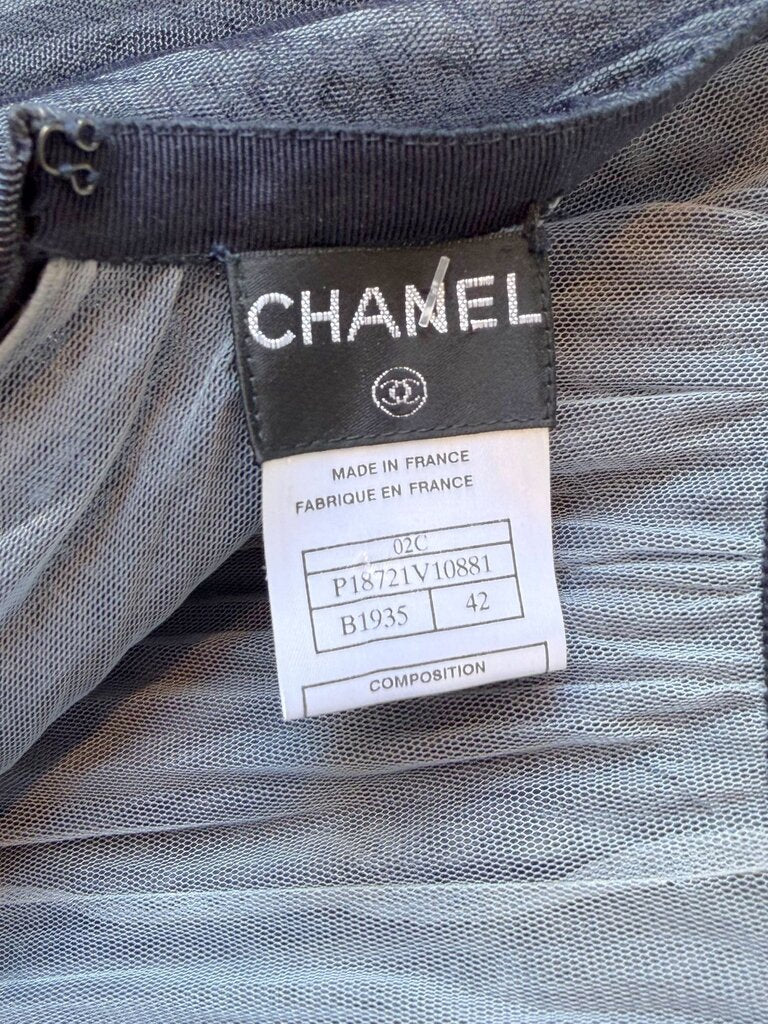 CHANEL
MADE IN FRANCE
FABRIQUE EN FRANCE
02C
P18721V10881
B1935 42
COMPOSITION